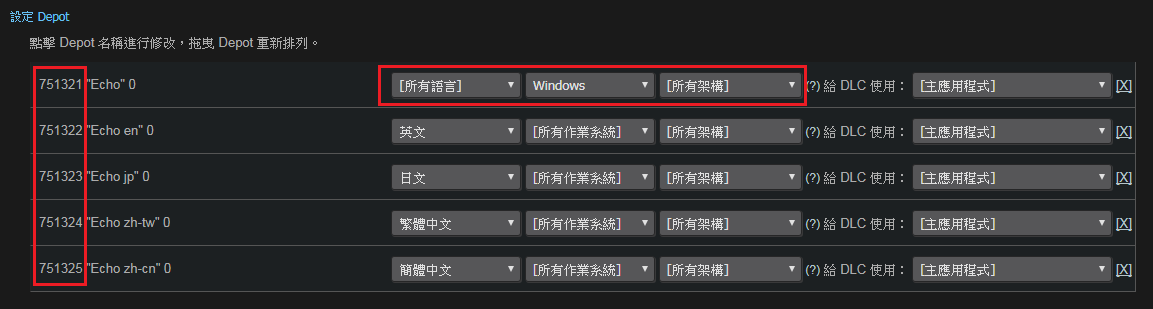 設定 Depot
點擊 Depot 名稱進行修改，拖曳 Depot 重新排列。
751321 "Echo" 0 [所有語言] Windows [所有架構] (?) 給 DLC 使用： [主應用程式] [X]
751322 "Echo en" 0 英文 [所有作業系統] [所有架構] (?) 給 DLC 使用： [主應用程式] [X]
751323 "Echo jp" 0 日文 [所有作業系統] [所有架構] (?) 給 DLC 使用： [主應用程式] [X]
751324 "Echo zh-tw" 0 繁體中文 [所有作業系統] [所有架構] (?) 給 DLC 使用： [主應用程式] [X]
751325 "Echo zh-cn" 0 簡體中文 [所有作業系統] [所有架構] (?) 給 DLC 使用： [主應用程式] [X]